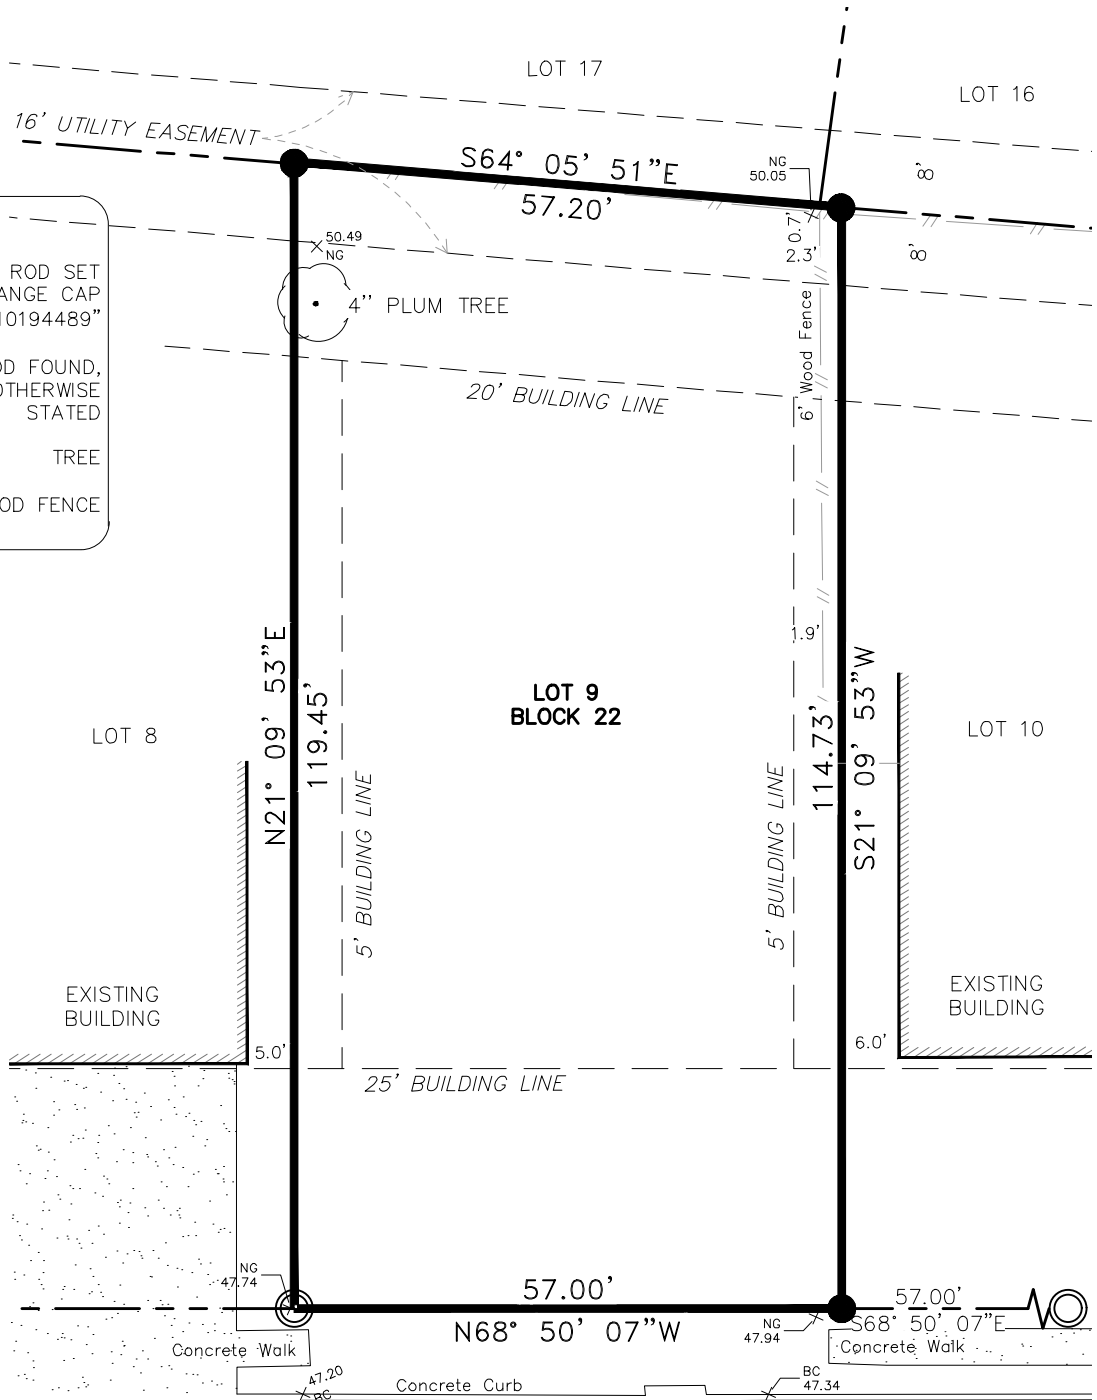 LOT 17
LOT 16
16' UTILITY EASEMENT
S64° 05' 51"E
57.20'
NG
50.05
8'
8'
0.7'
2.3'
50.49
NG
4" PLUM TREE
ROD SET
ANGE CAP
10194489"
OD FOUND,
OTHERWISE
STATED
TREE
OD FENCE
6' Wood Fence
20' BUILDING LINE
1.9'
N21° 09' 53"E
119.45'
LOT 9
BLOCK 22
114.73'
S21° 09' 53"W
LOT 8
LOT 10
5' BUILDING LINE
5' BUILDING LINE
EXISTING
BUILDING
EXISTING
BUILDING
5.0'
6.0'
25' BUILDING LINE
NG
47.74
57.00'
N68° 50' 07"W
NG
47.94
57.00'
S68° 50' 07"E
Concrete Walk
Concrete Walk
47.20
BC
Concrete Curb
BC
47.34